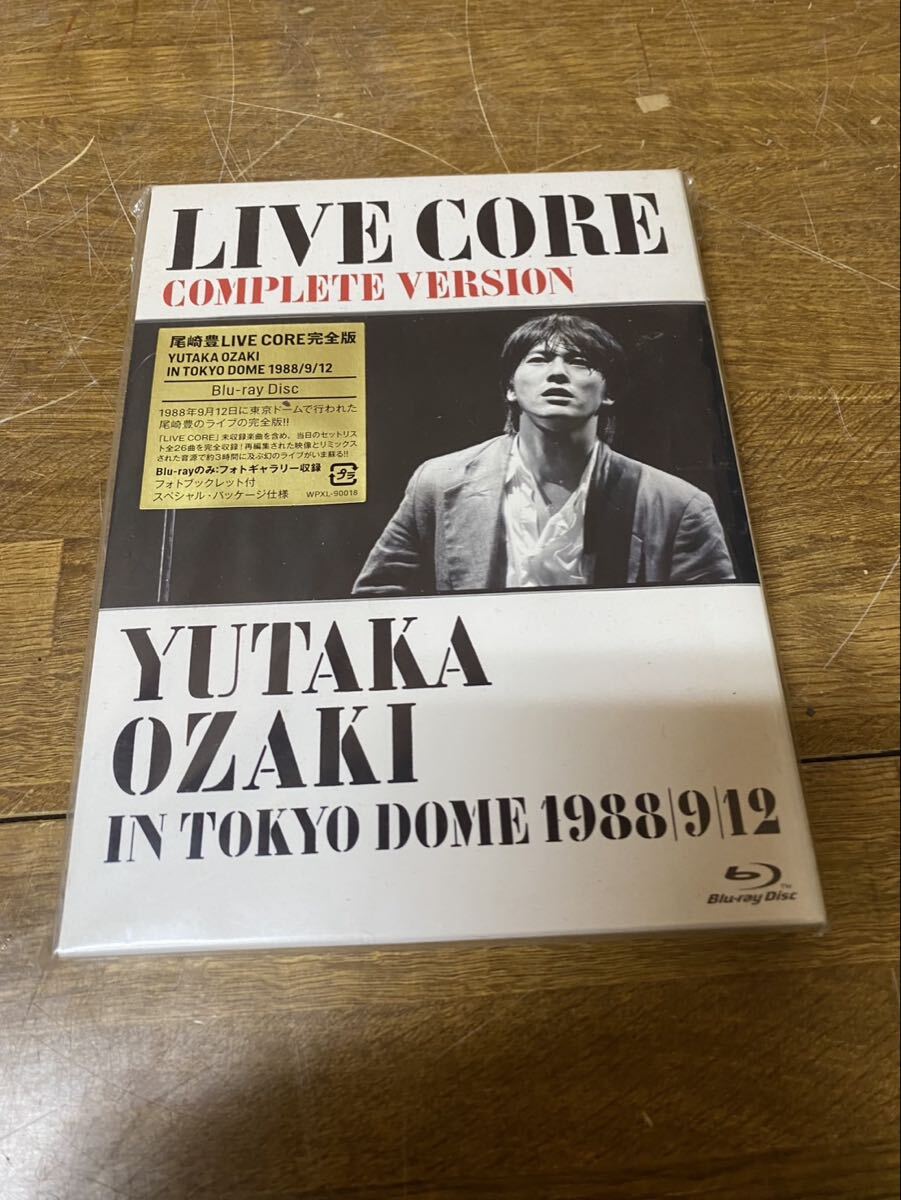 LIVE CORE
COMPLETE VERSION
尾崎豊LIVE CORE完全版
YUTAKA OZAKI
IN TOKYO DOME 1988/9/12
Blu-ray Disc
1988年9月12日に東京ドームで行われた
尾崎豊のライブの完全版!!
「LIVE CORE」未収録楽曲を含め、当日のセットリス
ト全26曲を完全収録!再編集された映像とリミックス
された音源で約3時間に及ぶ幻のライブがいま蘇る!!
Blu-rayのみ:フォトギャラリー収録
フォトブックレット付
スペシャル・パッケージ仕様
プラ
WPXL-90018
YUTAKA
OZAKI
IN TOKYO DOME 1988|9|12
Blu-ray Disc™